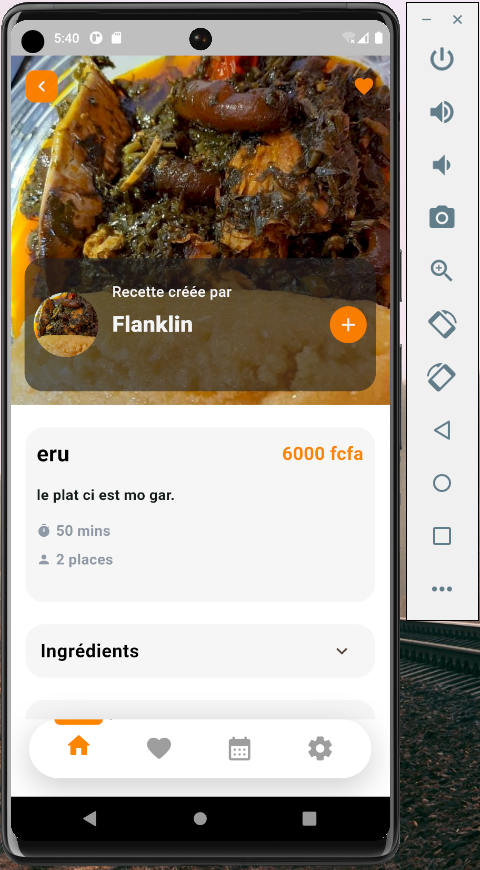 5:40
Recette créée par
Flanklin
eru
6000 fcfa
le plat ci est mo gar.
50 mins
2 places
Ingrédients